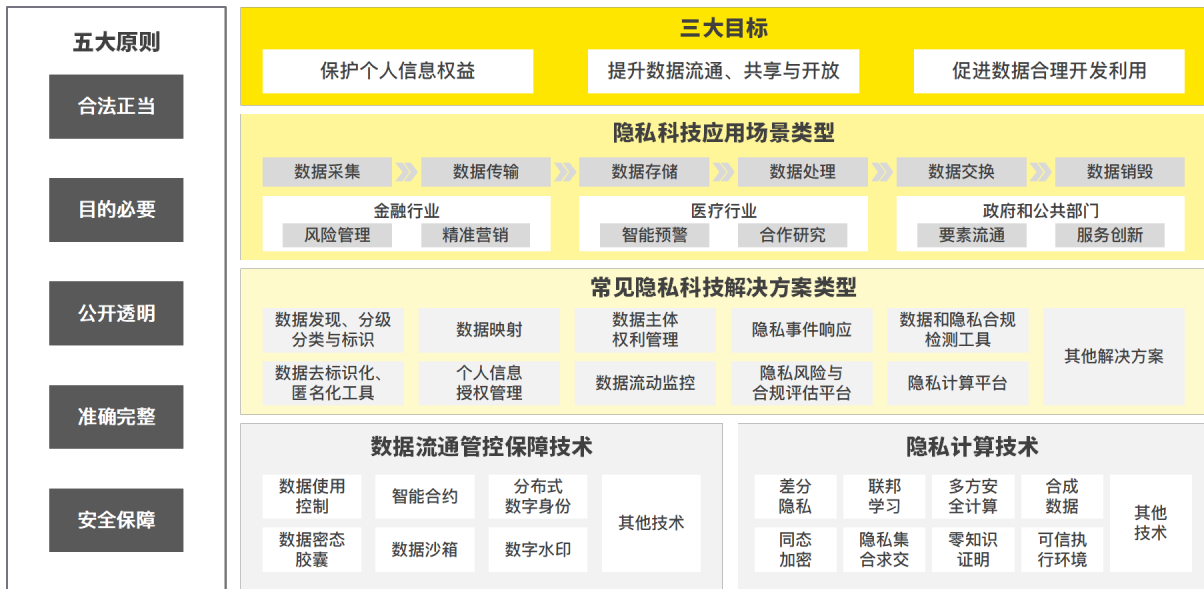 五大原则
合法正当
目的必要
公开透明
准确完整
安全保障
三大目标
保护个人信息权益
提升数据流通、共享与开放
促进数据合理开发利用
隐私科技应用场景类型
数据采集
数据传输
数据存储
数据处理
数据交换
数据销毁
金融行业
风险管理
精准营销
医疗行业
智能预警
合作研究
政府和公共部门
要素流通
服务创新
常见隐私科技解决方案类型
数据发现、分级
分类与标识
数据映射
数据主体
权利管理
隐私事件响应
数据和隐私合规
检测工具
数据去标识化、
匿名化工具
个人信息
授权管理
数据流动监控
隐私风险与
合规评估平台
隐私计算平台
其他解决方案
数据流通管控保障技术
数据使用
控制
智能合约
分布式
数字身份
数据密态
胶囊
数据沙箱
数字水印
其他技术
隐私计算技术
差分
隐私
联邦
学习
多方安
全计算
合成
数据
同态
加密
隐私集
合求交
零知识
证明
可信执
行环境
其他
技术